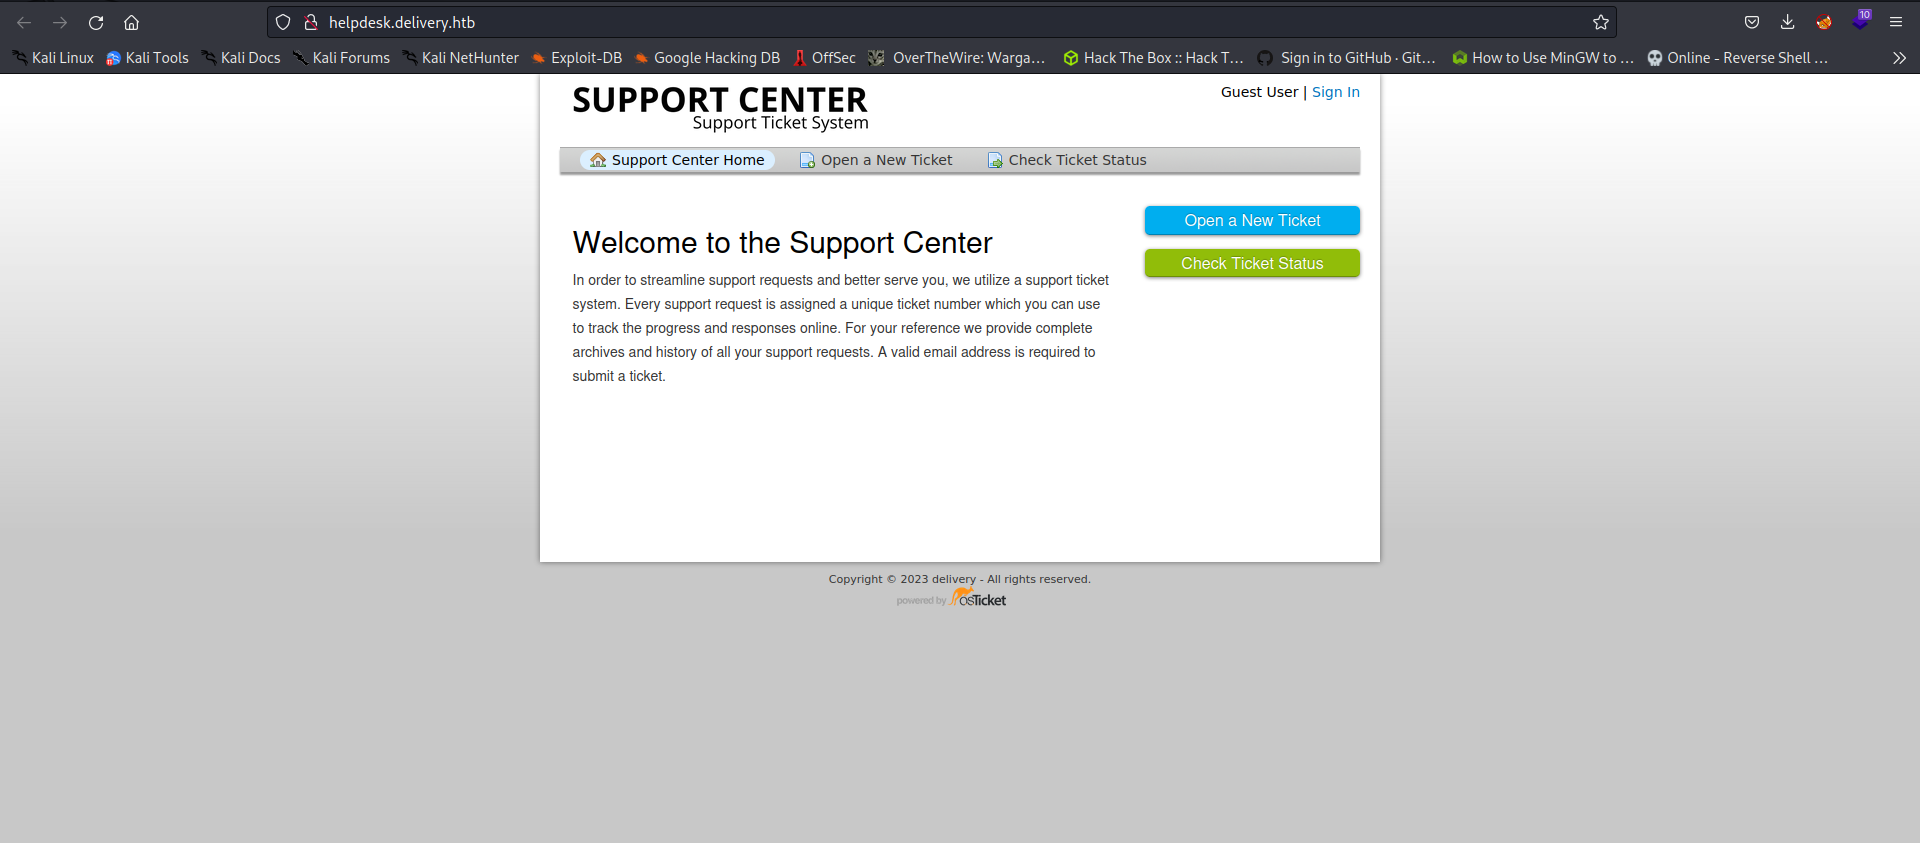 helpdesk.delivery.htb
10
Kali Linux Kali Tools Kali Docs Kali Forums Kali NetHunter Exploit-DB Google Hacking DB OffSec OverTheWire: Warga… Hack The Box :: Hack T… Sign in to GitHub · Git… How to Use MinGW to … Online - Reverse Shell …
SUPPORT CENTER
Support Ticket System
Guest User | Sign In
Support Center Home Open a New Ticket Check Ticket Status
Open a New Ticket
Check Ticket Status
Welcome to the Support Center
In order to streamline support requests and better serve you, we utilize a support ticket
system. Every support request is assigned a unique ticket number which you can use
to track the progress and responses online. For your reference we provide complete
archives and history of all your support requests. A valid email address is required to
submit a ticket.
Copyright © 2023 delivery - All rights reserved.
powered by osTicket